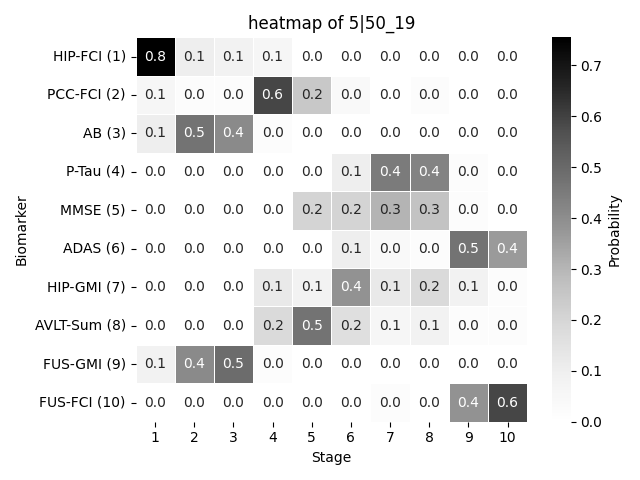 heatmap of 5|50_19
HIP-FCI (1) 0.8 0.1 0.1 0.1 0.0 0.0 0.0 0.0 0.0 0.0
PCC-FCI (2) 0.1 0.0 0.0 0.6 0.2 0.0 0.0 0.0 0.0 0.0
AB (3) 0.1 0.5 0.4 0.0 0.0 0.0 0.0 0.0 0.0 0.0
P-Tau (4) 0.0 0.0 0.0 0.0 0.0 0.1 0.4 0.4 0.0 0.0
MMSE (5) 0.0 0.0 0.0 0.0 0.2 0.2 0.3 0.3 0.0 0.0
ADAS (6) 0.0 0.0 0.0 0.0 0.0 0.1 0.0 0.0 0.5 0.4
HIP-GMI (7) 0.0 0.0 0.0 0.1 0.1 0.4 0.1 0.2 0.1 0.0
AVLT-Sum (8) 0.0 0.0 0.0 0.2 0.5 0.2 0.1 0.1 0.0 0.0
FUS-GMI (9) 0.1 0.4 0.5 0.0 0.0 0.0 0.0 0.0 0.0 0.0
FUS-FCI (10) 0.0 0.0 0.0 0.0 0.0 0.0 0.0 0.0 0.4 0.6
1 2 3 4 5 6 7 8 9 10
Stage
Biomarker
0.7
0.6
0.5
0.4
0.3
0.2
0.1
0.0
Probability